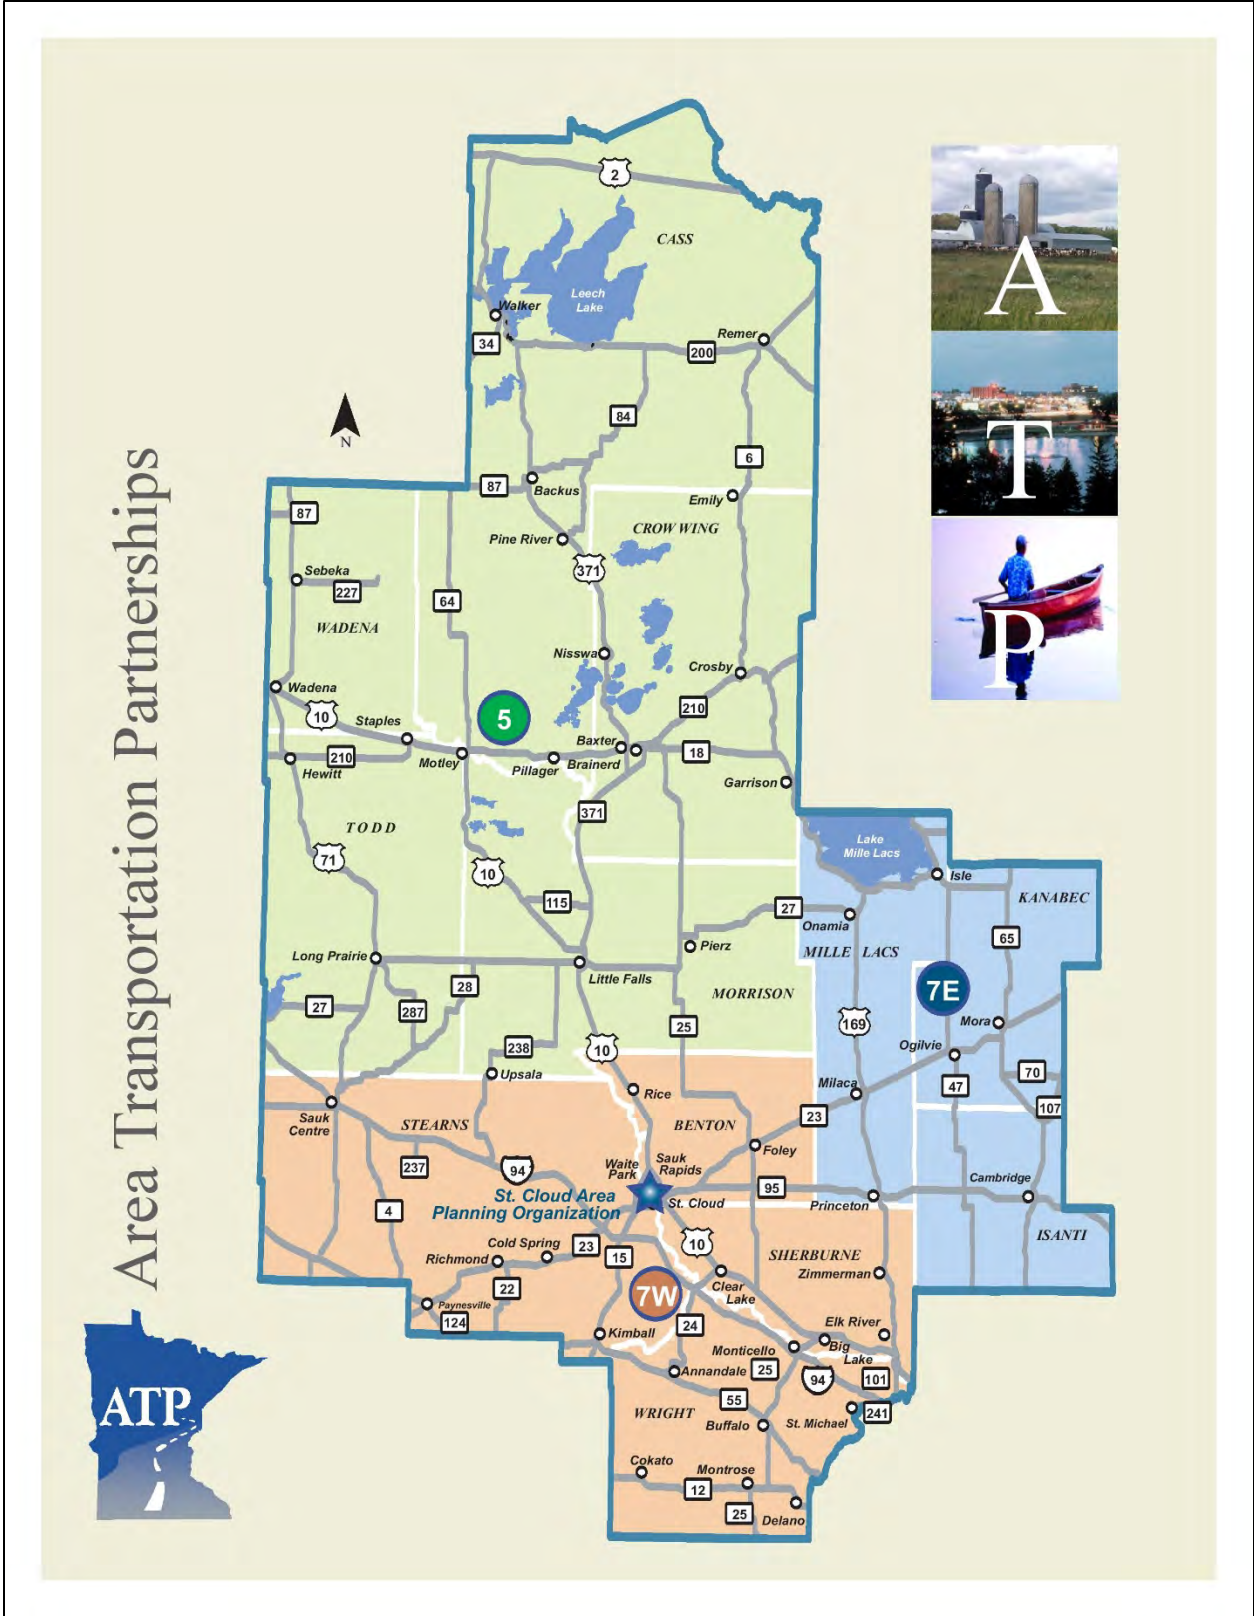 Area Transportation Partnerships
A
T
P
N
ATP
2
CASS
Leech
Lake
Walker
34
Remer
200
84
6
87
Backus
Emily
87
CROW WING
Pine River
371
Sebeka
227
64
WADENA
Nisswa
Crosby
Wadena
10
Staples
5
210
Baxter
18
210
Hewitt
Motley
Pillager
Brainerd
Garrison
371
TODD
Lake
Mille Lacs
71
10
Isle
KANABEC
115
27
Onamia
65
Pierz
MILLE LACS
Long Prairie
Little Falls
28
MORRISON
7E
27
287
169
Mora
25
Ogilvie
238
10
Upsala
70
Rice
Milaca
47
107
Sauk
Centre
STEARNS
BENTON
23
Foley
237
94
Waite
Park
Sauk
Rapids
St. Cloud Area
Planning Organization
St. Cloud
95
Princeton
Cambridge
4
ISANTI
Cold Spring
23
15
10
SHERBURNE
Richmond
Zimmerman
22
7W
Clear
Lake
Paynesville
124
24
Elk River
Kimball
Monticello
Big
Lake
Annandale
25
94
101
55
WRIGHT
Buffalo
St. Michael
241
Cokato
Montrose
12
25
Delano